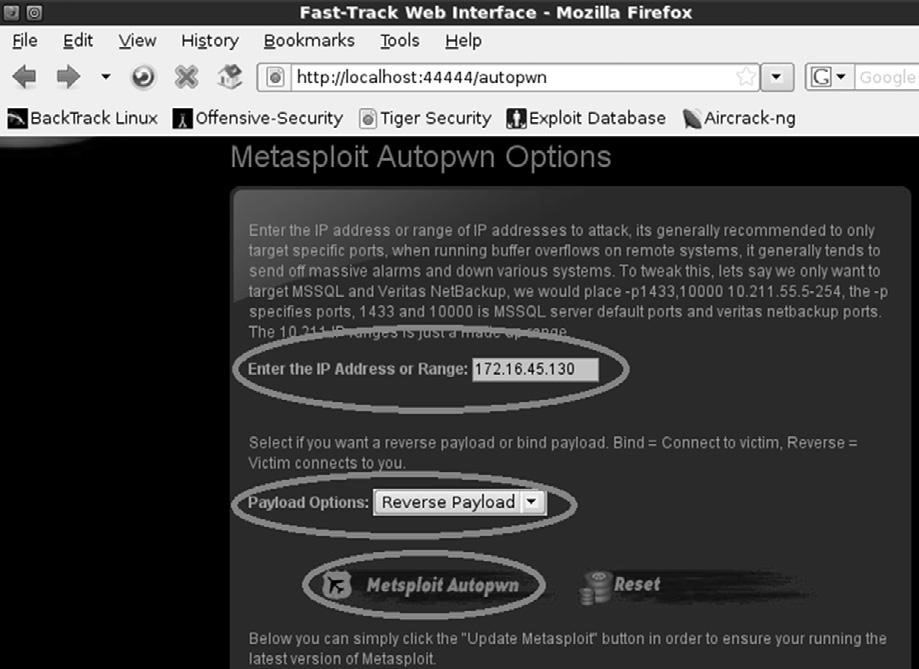 Fast-Track Web Interface - Mozilla Firefox
File Edit View History Bookmarks Tools Help
http://localhost:44444/autopwn G Google
BackTrack Linux Offensive-Security Tiger Security Exploit Database Aircrack-ng
Metasploit Autopwn Options
Enter the IP address or range of IP addresses to attack, its generally recommended to only
target specific ports, when running buffer overflows on remote systems, it generally tends to
send off massive alarms and down various systems. To tweak this, lets say we only want to
target MSSQL and Veritas NetBackup, we would place -p1433,10000 10.211.55.5-254, the -p
specifies ports, 1433 and 10000 is MSSQL server default ports and veritas netbackup ports.
The 10.211 IP ranges is just a made up range.
Enter the IP Address or Range: 172.16.45.130
Select if you want a reverse payload or bind payload. Bind = Connect to victim, Reverse =
Victim connects to you.
Payload Options: Reverse Payload
Metsploit Autopwn Reset
Below you can simply click the "Update Metasploit" button in order to ensure your running the
latest version of Metasploit.